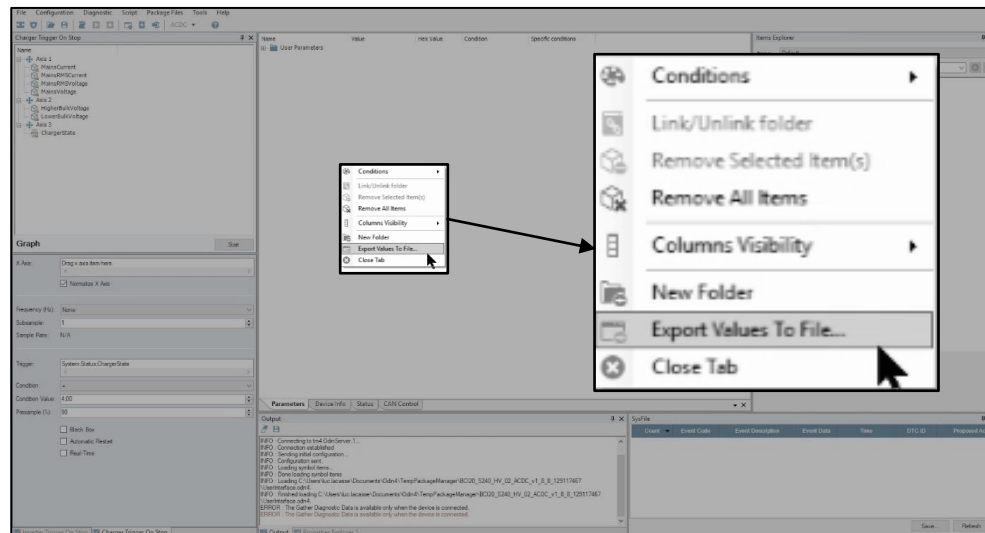 File Configuration Diagnostic Script Package Files Tools Help
ACDC
Charger Trigger On Stop
Name
Axis 1
MainsCurrent
MainsRMSCurrent
MainsRMSVoltage
MainsVoltage
Axis 2
HigherBulkVoltage
LowerBulkVoltage
Axis 3
ChargerState
Graph
Start
X Axis: Drag x axis item here
Normalize X Axis
Frequency (Hz): None
Subsample: 1
Sample Rate: N/A
Trigger: System.Status.ChargerState
Condition: =
Condition Value: 4,00
Presample (%): 90
Black Box
Automatic Restart
Real-Time
Charger Trigger On Stop
Name Value Hex Value Condition Specific conditions
User Parameters
Conditions
Link/Unlink folder
Remove Selected Item(s)
Remove All Items
Columns Visibility
New Folder
Export Values To File...
Close Tab
Items Explorer
Conditions
Link/Unlink folder
Remove Selected Item(s)
Remove All Items
Columns Visibility
New Folder
Export Values To File...
Close Tab
Parameters Device Info Status CAN Control
Output
INFO : Connecting to tm4 OdinServer.1...
INFO : Connection established
INFO : Sending initial configuration...
INFO : Configuration sent.
INFO : Loading symbol items
INFO : Done loading symbol items
ERROR : The Gather Diagnostic Data is available only when the device is connected.
ERROR : The Gather Diagnostic Data is available only when the device is connected.
Output
SysFile
Count Event Code Event Description Event Data Time DTC ID
Save... Refresh